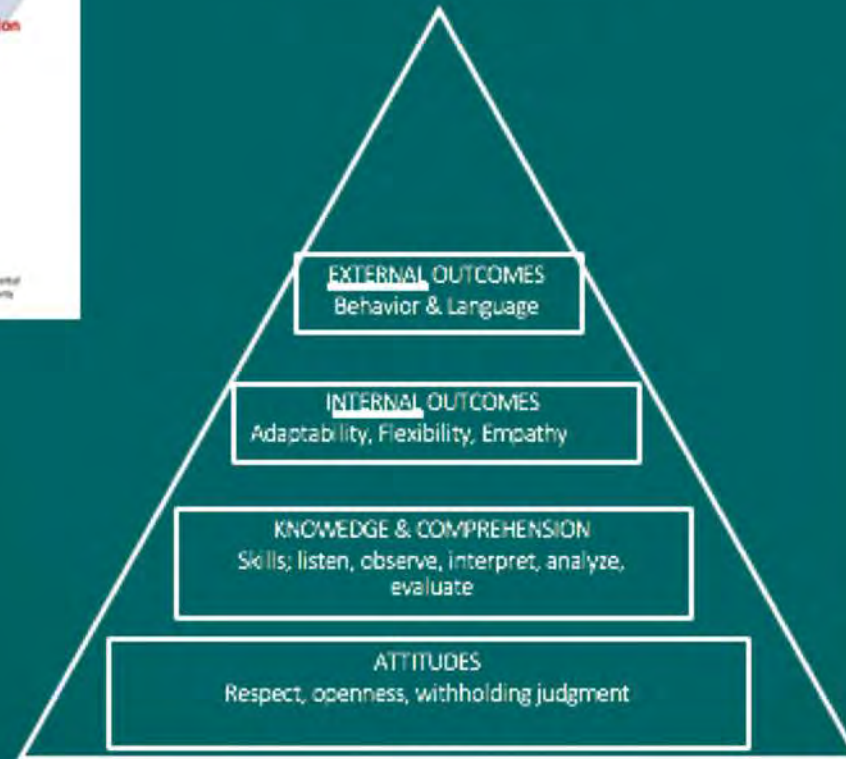 EXTERNAL OUTCOMES
Behavior & Language
INTERNAL OUTCOMES
Adaptability, Flexibility, Empathy
KNOWEDGE & COMPREHENSION
Skills; listen, observe, interpret, analyze,
evaluate
ATTITUDES
Respect, openness, withholding judgment